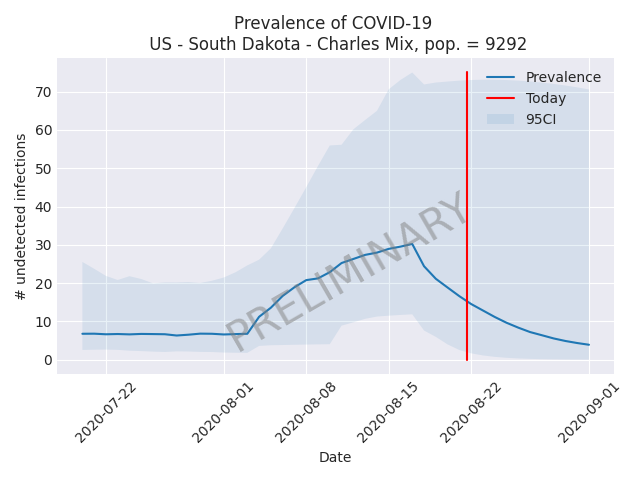 Prevalence of COVID-19
US - South Dakota - Charles Mix, pop. = 9292
Prevalence
Today
95CI
PRELIMINARY
# undetected infections
70
60
50
40
30
20
10
0
2020-07-22
2020-08-01
2020-08-08
2020-08-15
2020-08-22
2020-09-01
Date